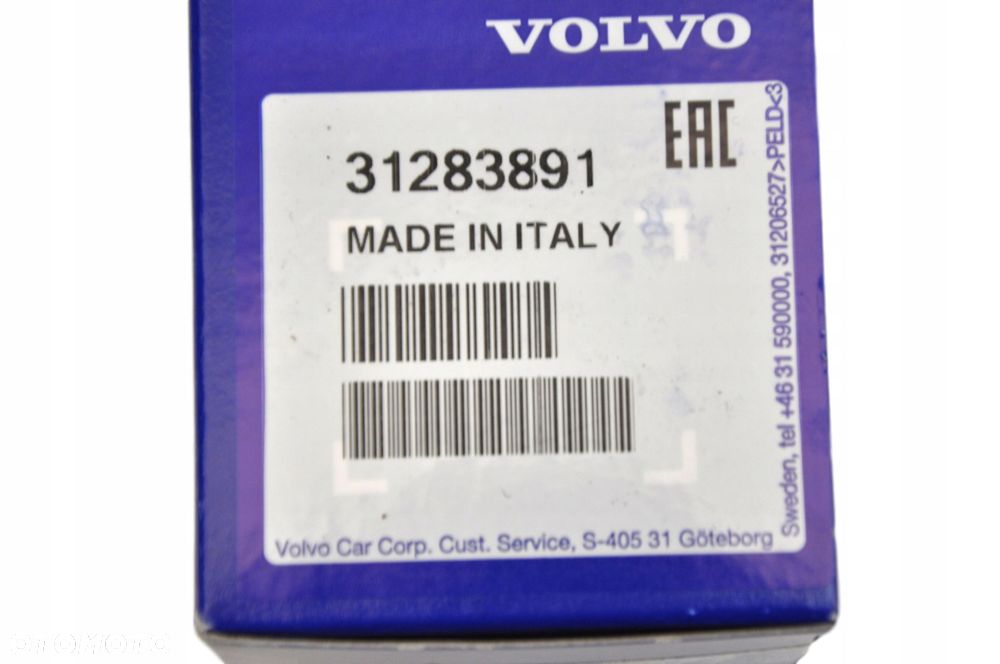 VOLVO
EAC
31283891
MADE IN ITALY
Volvo Car Corp. Cust. Service, S-405 31 Göteborg
Sweden, tel +46 31 590000, 31206527>PELD<3
OTOMOTO